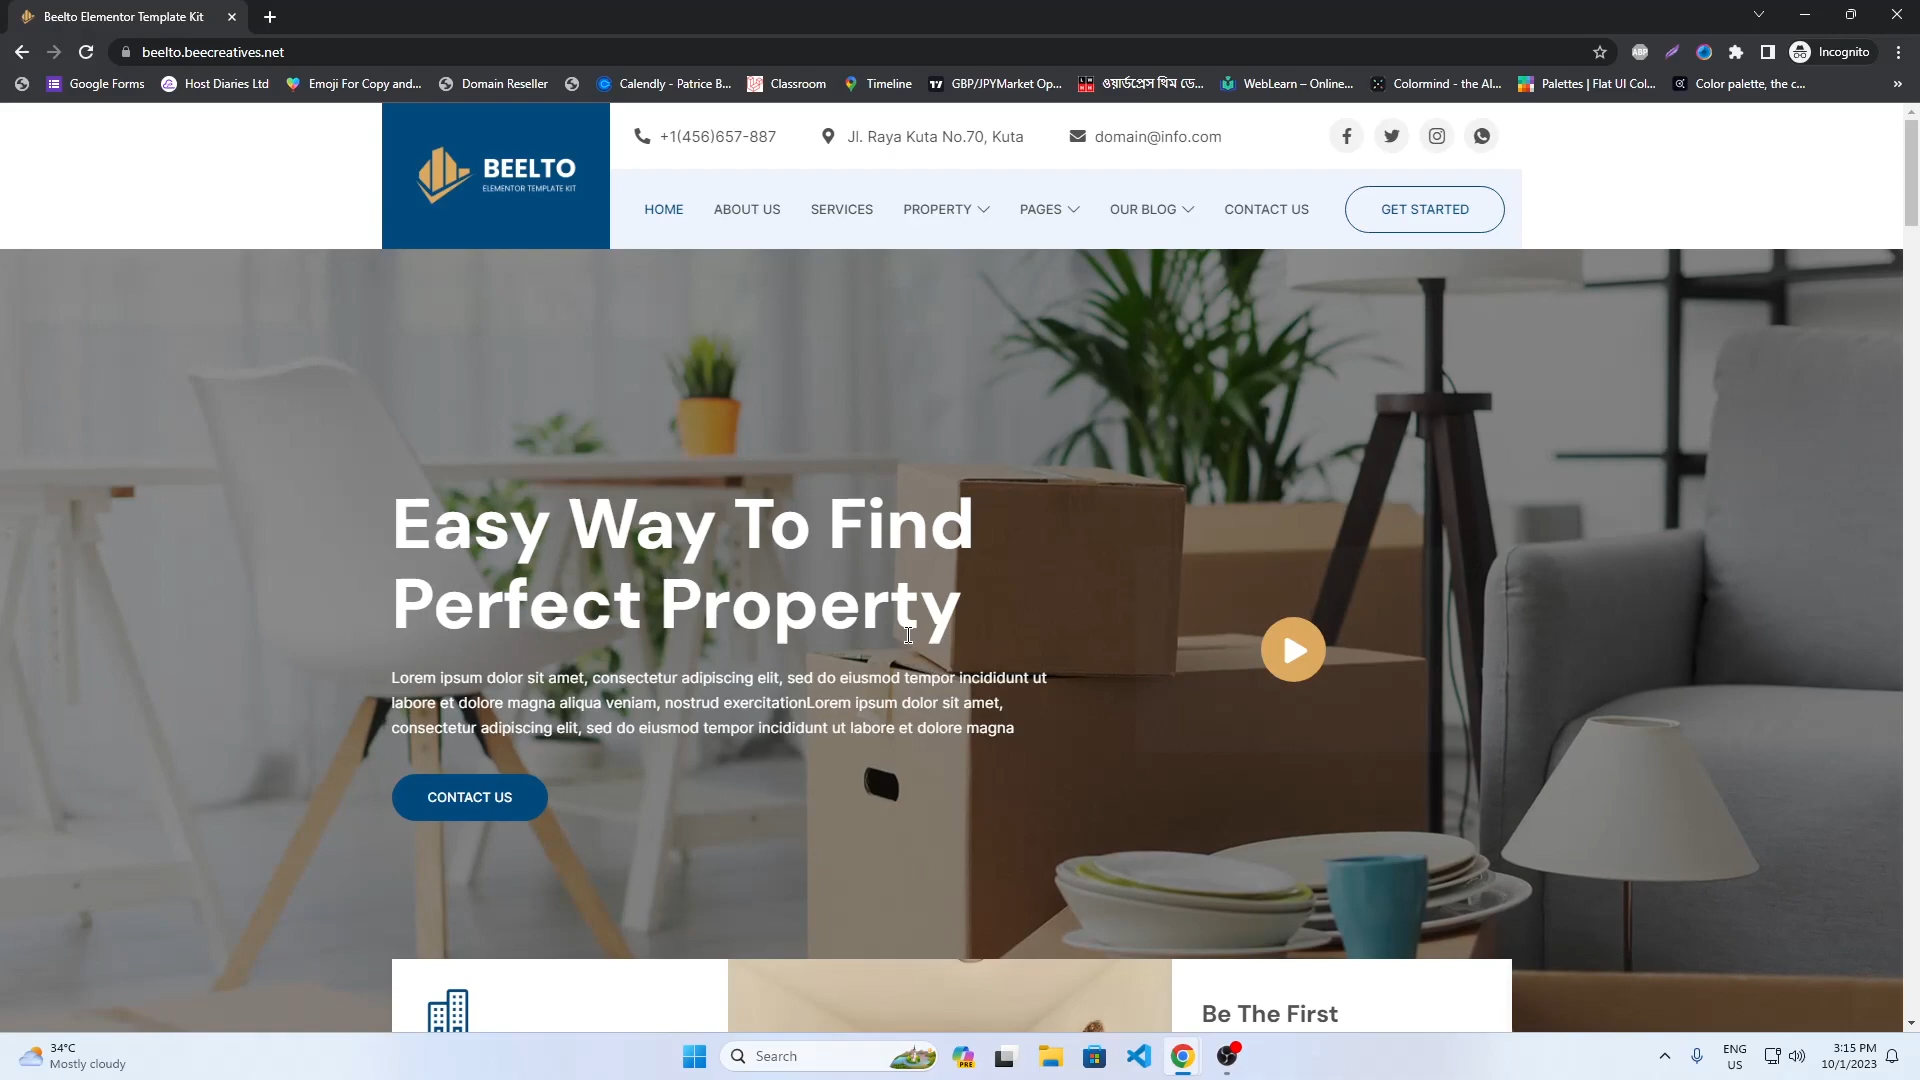 Beelto Elementor Template Kit
beelto.beecreatives.net
Incognito
Google Forms
Host Diaries Ltd
Emoji For Copy and...
Domain Reseller
Calendly - Patrice B...
Classroom
Timeline
GBP/JPYMarket Op...
ওয়ার্ডপ্রেস থিম ডে...
WebLearn – Online...
Colormind - the AI...
Palettes | Flat UI Col...
Color palette, the c...
BEELTO
ELEMENTOR TEMPLATE KIT
+1(456)657-887
Jl. Raya Kuta No.70, Kuta
domain@info.com
HOME
ABOUT US
SERVICES
PROPERTY
PAGES
OUR BLOG
CONTACT US
GET STARTED
Easy Way To Find
Perfect Property
Lorem ipsum dolor sit amet, consectetur adipiscing elit, sed do eiusmod tempor incididunt ut
labore et dolore magna aliqua veniam, nostrud exercitationLorem ipsum dolor sit amet,
consectetur adipiscing elit, sed do eiusmod tempor incididunt ut labore et dolore magna
CONTACT US
Be The First
34°C
Mostly cloudy
Search
PRE
ENG
US
3:15 PM
10/1/2023